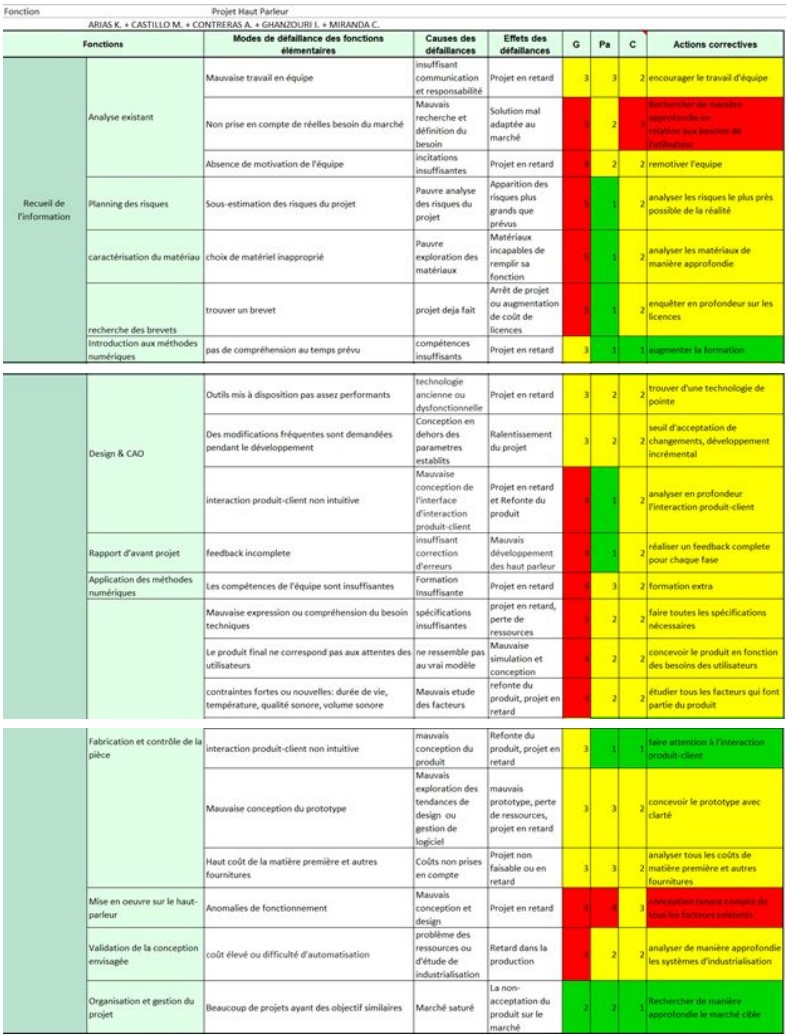 Fonction Projet Haut Parleur
ARIAS K. + CASTILLO M. + CONTRERAS A. + GHANZOURI I. + MIRANDA C.
Fonctions Modes de défaillance des fonctions élémentaires Causes des défaillances Effets des défaillances G Pa C Actions correctives
Recueil de l'information
Analyse existant
Mauvaise travail en équipe insuffisant communication et responsabilité Projet en retard 3 3 2 encourager le travail d'équipe
Non prise en compte de réelles besoin du marché Mauvais recherche et définition du besoin Solution mal adaptée au marché 5 2 3 Rechercher de manière approfondie en relation aux besoins de l'utilisateur
Absence de motivation de l'équipe incitations insuffisantes Projet en retard 4 2 2 remotiver l'equipe
Planning des risques Sous-estimation des risques du projet Pauvre analyse des risques du projet Apparition des risques plus grands que prévus 5 1 2 analyser les risques le plus près possible de la réalité
caractérisation du matériau choix de matériel inapproprié Pauvre exploration des matériaux Matériaux incapables de remplir sa fonction 5 1 2 analyser les matériaux de manière approfondie
recherche des brevets trouver un brevet projet deja fait Arrêt de projet ou augmentation de coût de licences 5 1 2 enquêter en profondeur sur les licences
Introduction aux méthodes numériques pas de compréhension au temps prévu compétences insuffisants Projet en retard 3 1 1 augmenter la formation
Design & CAO
Outils mis à disposition pas assez performants technologie ancienne ou dysfonctionnelle Projet en retard 3 2 2 trouver d'une technologie de pointe
Des modifications fréquentes sont demandées pendant le développement Conception en dehors des parametres establits Ralentissement du projet 3 2 2 seuil d'acceptation de changements, développement incrémental
interaction produit-client non intuitive Mauvaise conception de l'interface d'interaction produit-client Projet en retard et Refonte du produit 4 1 2 analyser en profondeur l'interaction produit-client
Rapport d'avant projet feedback incomplete insuffisant correction d'erreurs Mauvais développement des haut parleur 4 1 2 réaliser un feedback complete pour chaque fase
Application des méthodes numériques Les compétences de l'équipe sont insuffisantes Formation Insuffisante Projet en retard 4 3 2 formation extra
Mauvaise expression ou compréhension du besoin techniques spécifications insuffisantes projet en retard, perte de ressources 5 2 2 faire toutes les spécifications nécessaires
Le produit final ne correspond pas aux attentes des utilisateurs ne ressemble pas au vrai modèle Mauvaise simulation et conception 4 2 2 concevoir le produit en fonction des besoins des utilisateurs
contraintes fortes ou nouvelles: durée de vie, température, qualité sonore, volume sonore Mauvais etude des facteurs refonte du produit, projet en retard 4 2 2 étudier tous les facteurs qui font partie du produit
Fabrication et contrôle de la pièce
interaction produit-client non intuitive mauvais conception du produit Refonte du produit, projet en retard 3 1 1 faire attention à l'interaction produit-client
Mauvaise conception du prototype Mauvais exploration des tendances de design ou gestion de logiciel mauvais prototype, perte de ressources, projet en retard 3 3 2 concevoir le prototype avec clarté
Haut coût de la matière première et autres fournitures Coûts non prises en compte Projet non faisable ou en retard 3 3 2 analyser tous les coûts de matière première et autres fournitures
Mise en oeuvre sur le haut-parleur Anomalies de fonctionnement Mauvais conception et design Projet en retard 4 4 3 conception tenant compte de tous les facteurs existants
Validation de la conception envisagée coût élevé ou difficulté d'automatisation problème des ressources ou d'étude de industrialisation Retard dans la production 4 2 2 analyser de manière approfondie les systèmes d'industrialisation
Organisation et gestion du projet Beaucoup de projets ayant des objectif similaires Marché saturé La non-acceptation du produit sur le marché 2 2 1 Rechercher de manière approfondie le marché cible